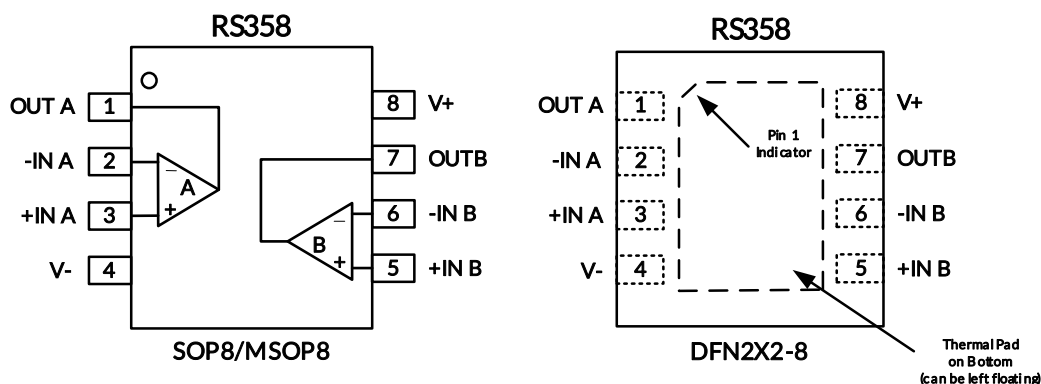 RS358
OUT A 1
-IN A 2
+IN A 3
V- 4
8 V+
7 OUTB
6 -IN B
5 +IN B
A
− +
B
− +
SOP8/MSOP8
RS358
OUT A 1
-IN A 2
+IN A 3
V- 4
Pin 1
Indicator
8 V+
7 OUTB
6 -IN B
5 +IN B
DFN2X2-8
Thermal Pad
on Bottom
(can be left floating)